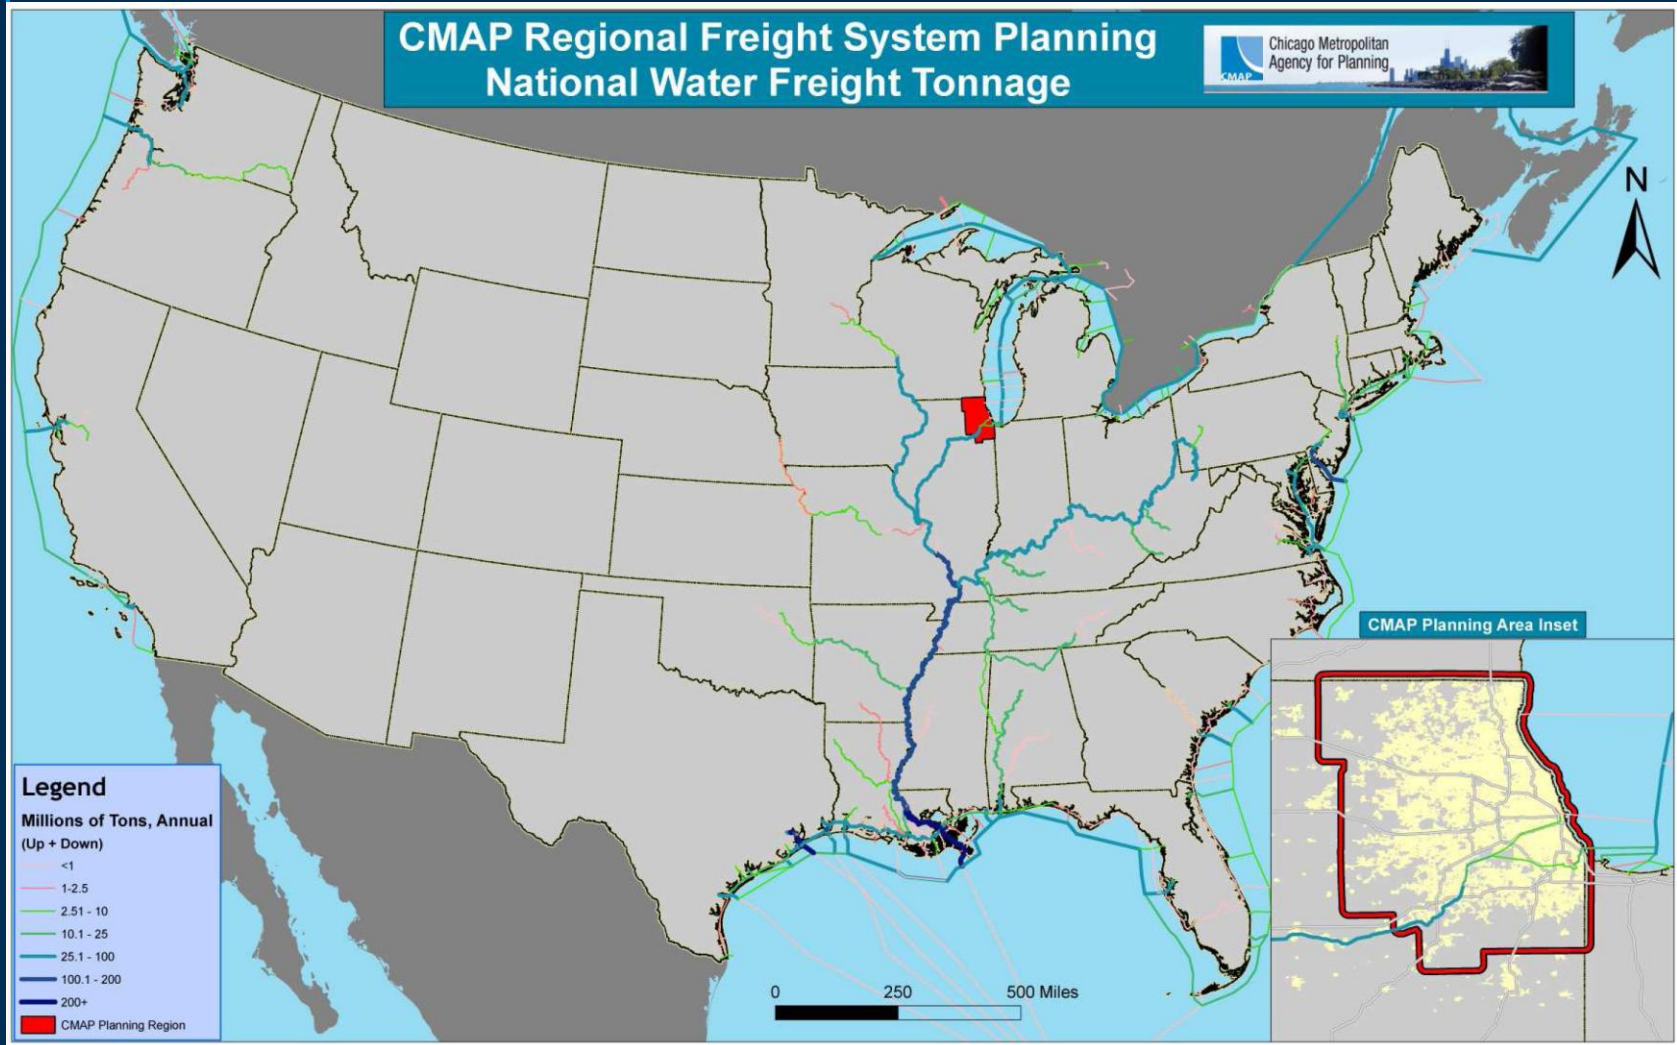 CMAP Regional Freight System Planning
National Water Freight Tonnage
CMAP
Chicago Metropolitan
Agency for Planning
N
CMAP Planning Area Inset
Legend
Millions of Tons, Annual
(Up + Down)
<1
1-2.5
2.51 - 10
10.1 - 25
25.1 - 100
100.1 - 200
200+
CMAP Planning Region
0 250 500 Miles